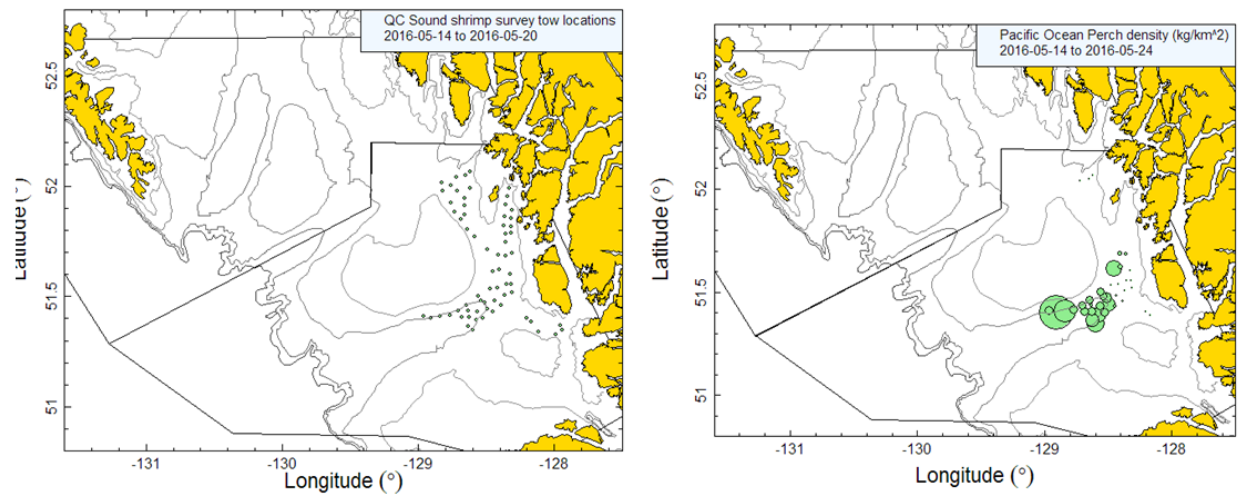 QC Sound shrimp survey tow locations
2016-05-14 to 2016-05-20
52.5
52
51.5
51
Latitude (°)
-131
-130
-129
-128
Longitude (°)
Pacific Ocean Perch density (kg/km^2)
2016-05-14 to 2016-05-24
52.5
52
51.5
51
Latitude (°)
-131
-130
-129
-128
Longitude (°)